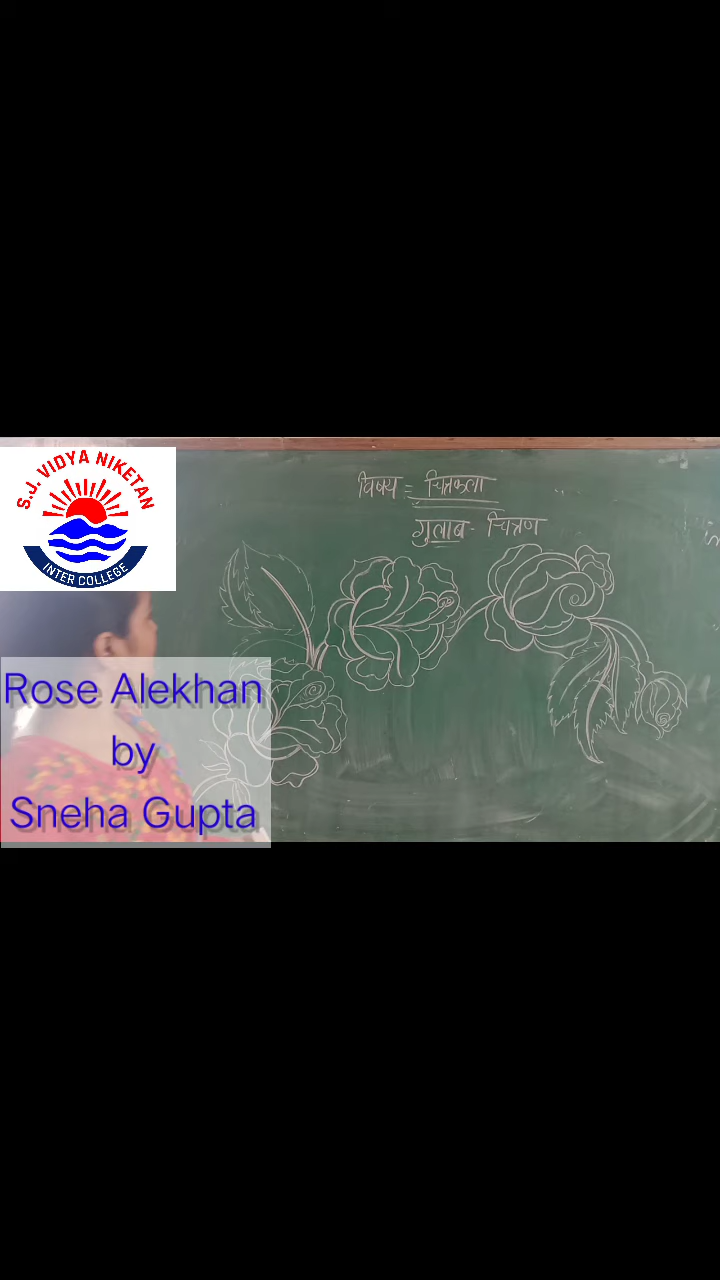 S.J. VIDYA NIKETAN
INTER COLLEGE
विषय = चित्रकला
गुलाब - चित्रण
Rose Alekhan
by
Sneha Gupta